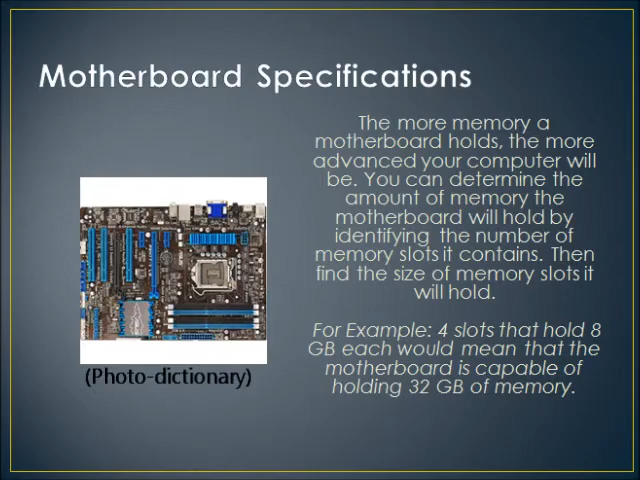 Motherboard Specifications
The more memory a
motherboard holds, the more
advanced your computer will
be. You can determine the
amount of memory the
motherboard will hold by
identifying the number of
memory slots it contains. Then
find the size of memory slots it
will hold.
For Example: 4 slots that hold 8
GB each would mean that the
motherboard is capable of
holding 32 GB of memory.
(Photo-dictionary)